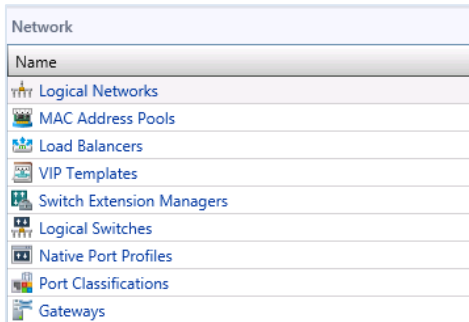 Network
Name
Logical Networks
MAC Address Pools
Load Balancers
VIP Templates
Switch Extension Managers
Logical Switches
Native Port Profiles
Port Classifications
Gateways